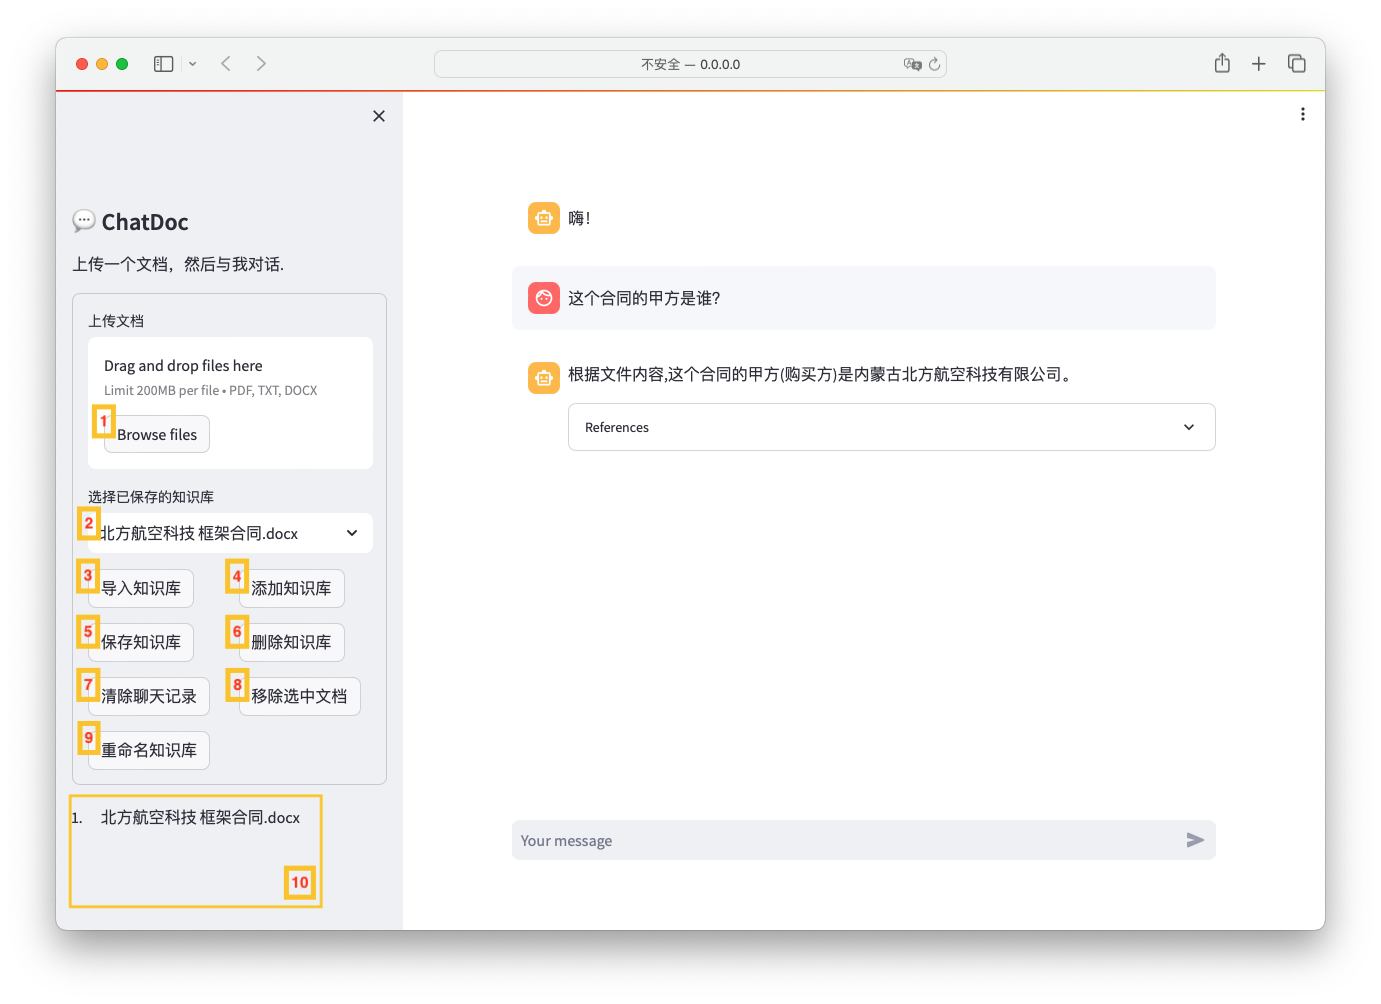 不安全 — 0.0.0.0
ChatDoc
上传一个文档，然后与我对话.
上传文档
Drag and drop files here
Limit 200MB per file • PDF, TXT, DOCX
1
Browse files
选择已保存的知识库
2
北方航空科技 框架合同.docx
3
导入知识库
4
添加知识库
5
保存知识库
6
删除知识库
7
清除聊天记录
8
移除选中文档
9
重命名知识库
1. 北方航空科技 框架合同.docx
10
嗨！
这个合同的甲方是谁？
根据文件内容,这个合同的甲方(购买方)是内蒙古北方航空科技有限公司。
References
Your message